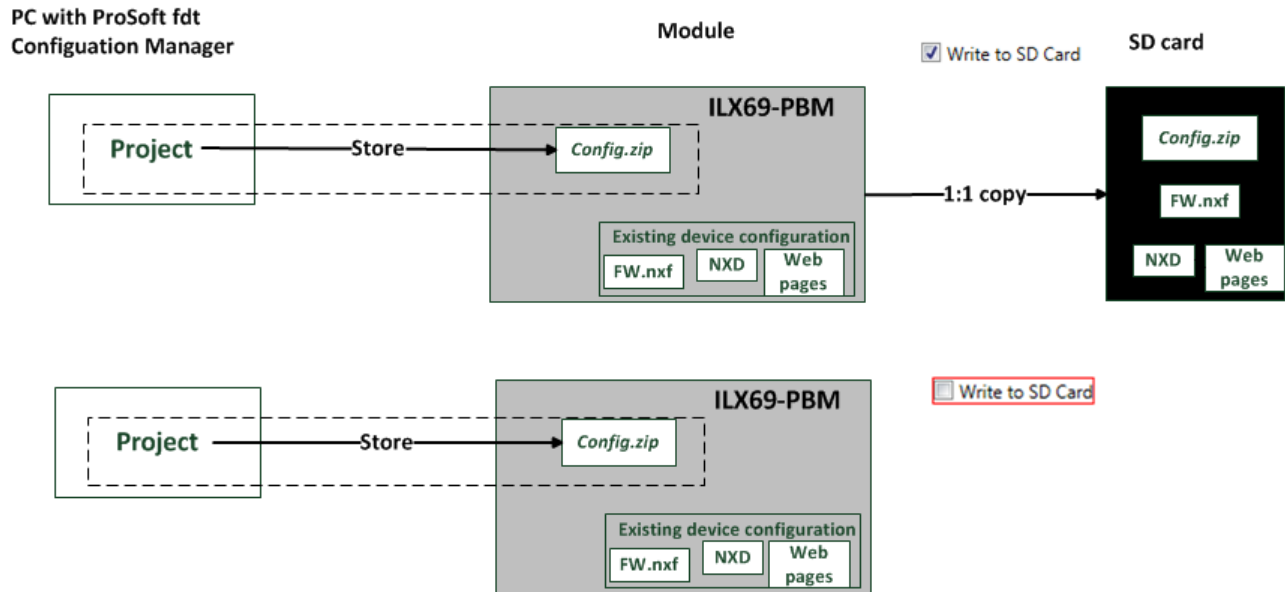 PC with ProSoft fdt
Configuation Manager
Module
Write to SD Card
SD card
ILX69-PBM
Project
Store
Config.zip
1:1 copy
Config.zip
FW.nxf
NXD
Web
pages
Existing device configuration
FW.nxf
NXD
Web
pages
ILX69-PBM
Write to SD Card
Project
Store
Config.zip
Existing device configuration
FW.nxf
NXD
Web
pages